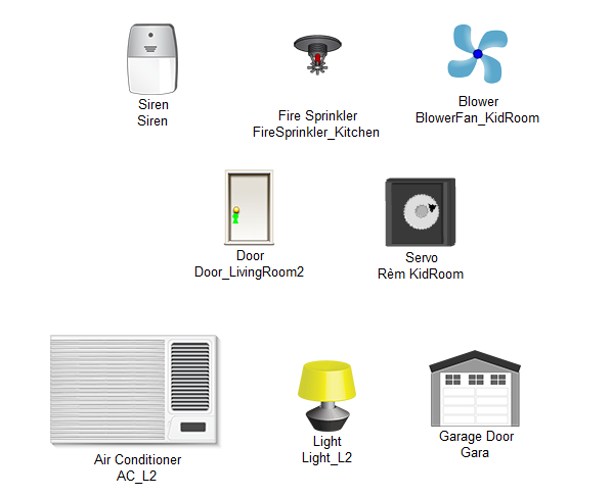 Siren
Siren
Fire Sprinkler
FireSprinkler_Kitchen
Blower
BlowerFan_KidRoom
Door
Door_LivingRoom2
Servo
Rèm KidRoom
Air Conditioner
AC_L2
Light
Light_L2
Garage Door
Gara